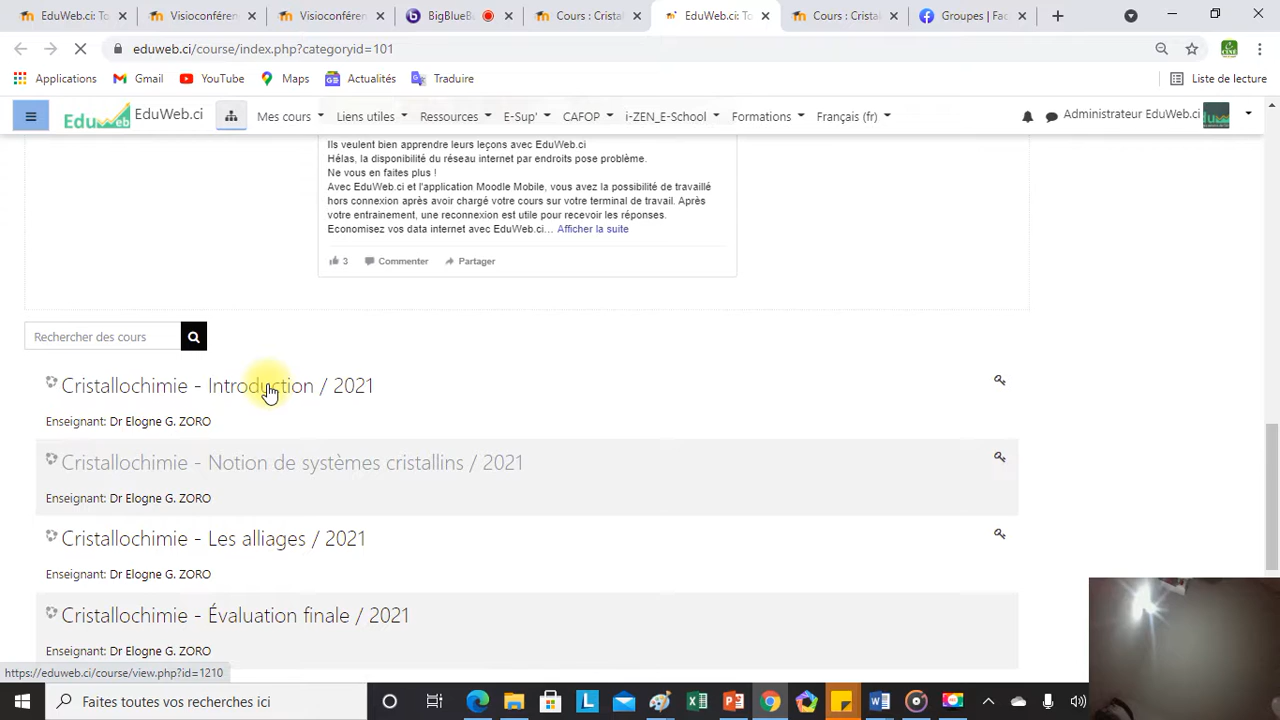 EduWeb.ci
Visioconféren
Visioconféren
BigBlueBu
Cours : Cristal
EduWeb.ci: To
Cours : Cristal
Groupes | Fac
eduweb.ci/course/index.php?categoryid=101
Applications
Gmail
YouTube
Maps
Actualités
Traduire
Liste de lecture
Eduweb
EduWeb.ci
Mes cours
Liens utiles
Ressources
E-Sup'
CAFOP
i-ZEN_E-School
Formations
Français (fr)
Administrateur EduWeb.ci
Ils veulent bien apprendre leurs leçons avec EduWeb.ci
Hélas, la disponibilité du réseau internet par endroits pose problème.
Ne vous en faites plus !
Avec EduWeb.ci et l'application Moodle Mobile, vous avez la possibilité de travaillé
hors connexion après avoir chargé votre cours sur votre terminal de travail. Après
votre entrainement, une reconnexion est utile pour recevoir les réponses.
Economisez vos data internet avec EduWeb.ci... Afficher la suite
3 Commenter Partager
Rechercher des cours
Cristallochimie - Introduction / 2021
Enseignant: Dr Elogne G. ZORO
Cristallochimie - Notion de systèmes cristallins / 2021
Enseignant: Dr Elogne G. ZORO
Cristallochimie - Les alliages / 2021
Enseignant: Dr Elogne G. ZORO
Cristallochimie - Évaluation finale / 2021
Enseignant: Dr Elogne G. ZORO
https://eduweb.ci/course/view.php?id=1210
Faites toutes vos recherches ici